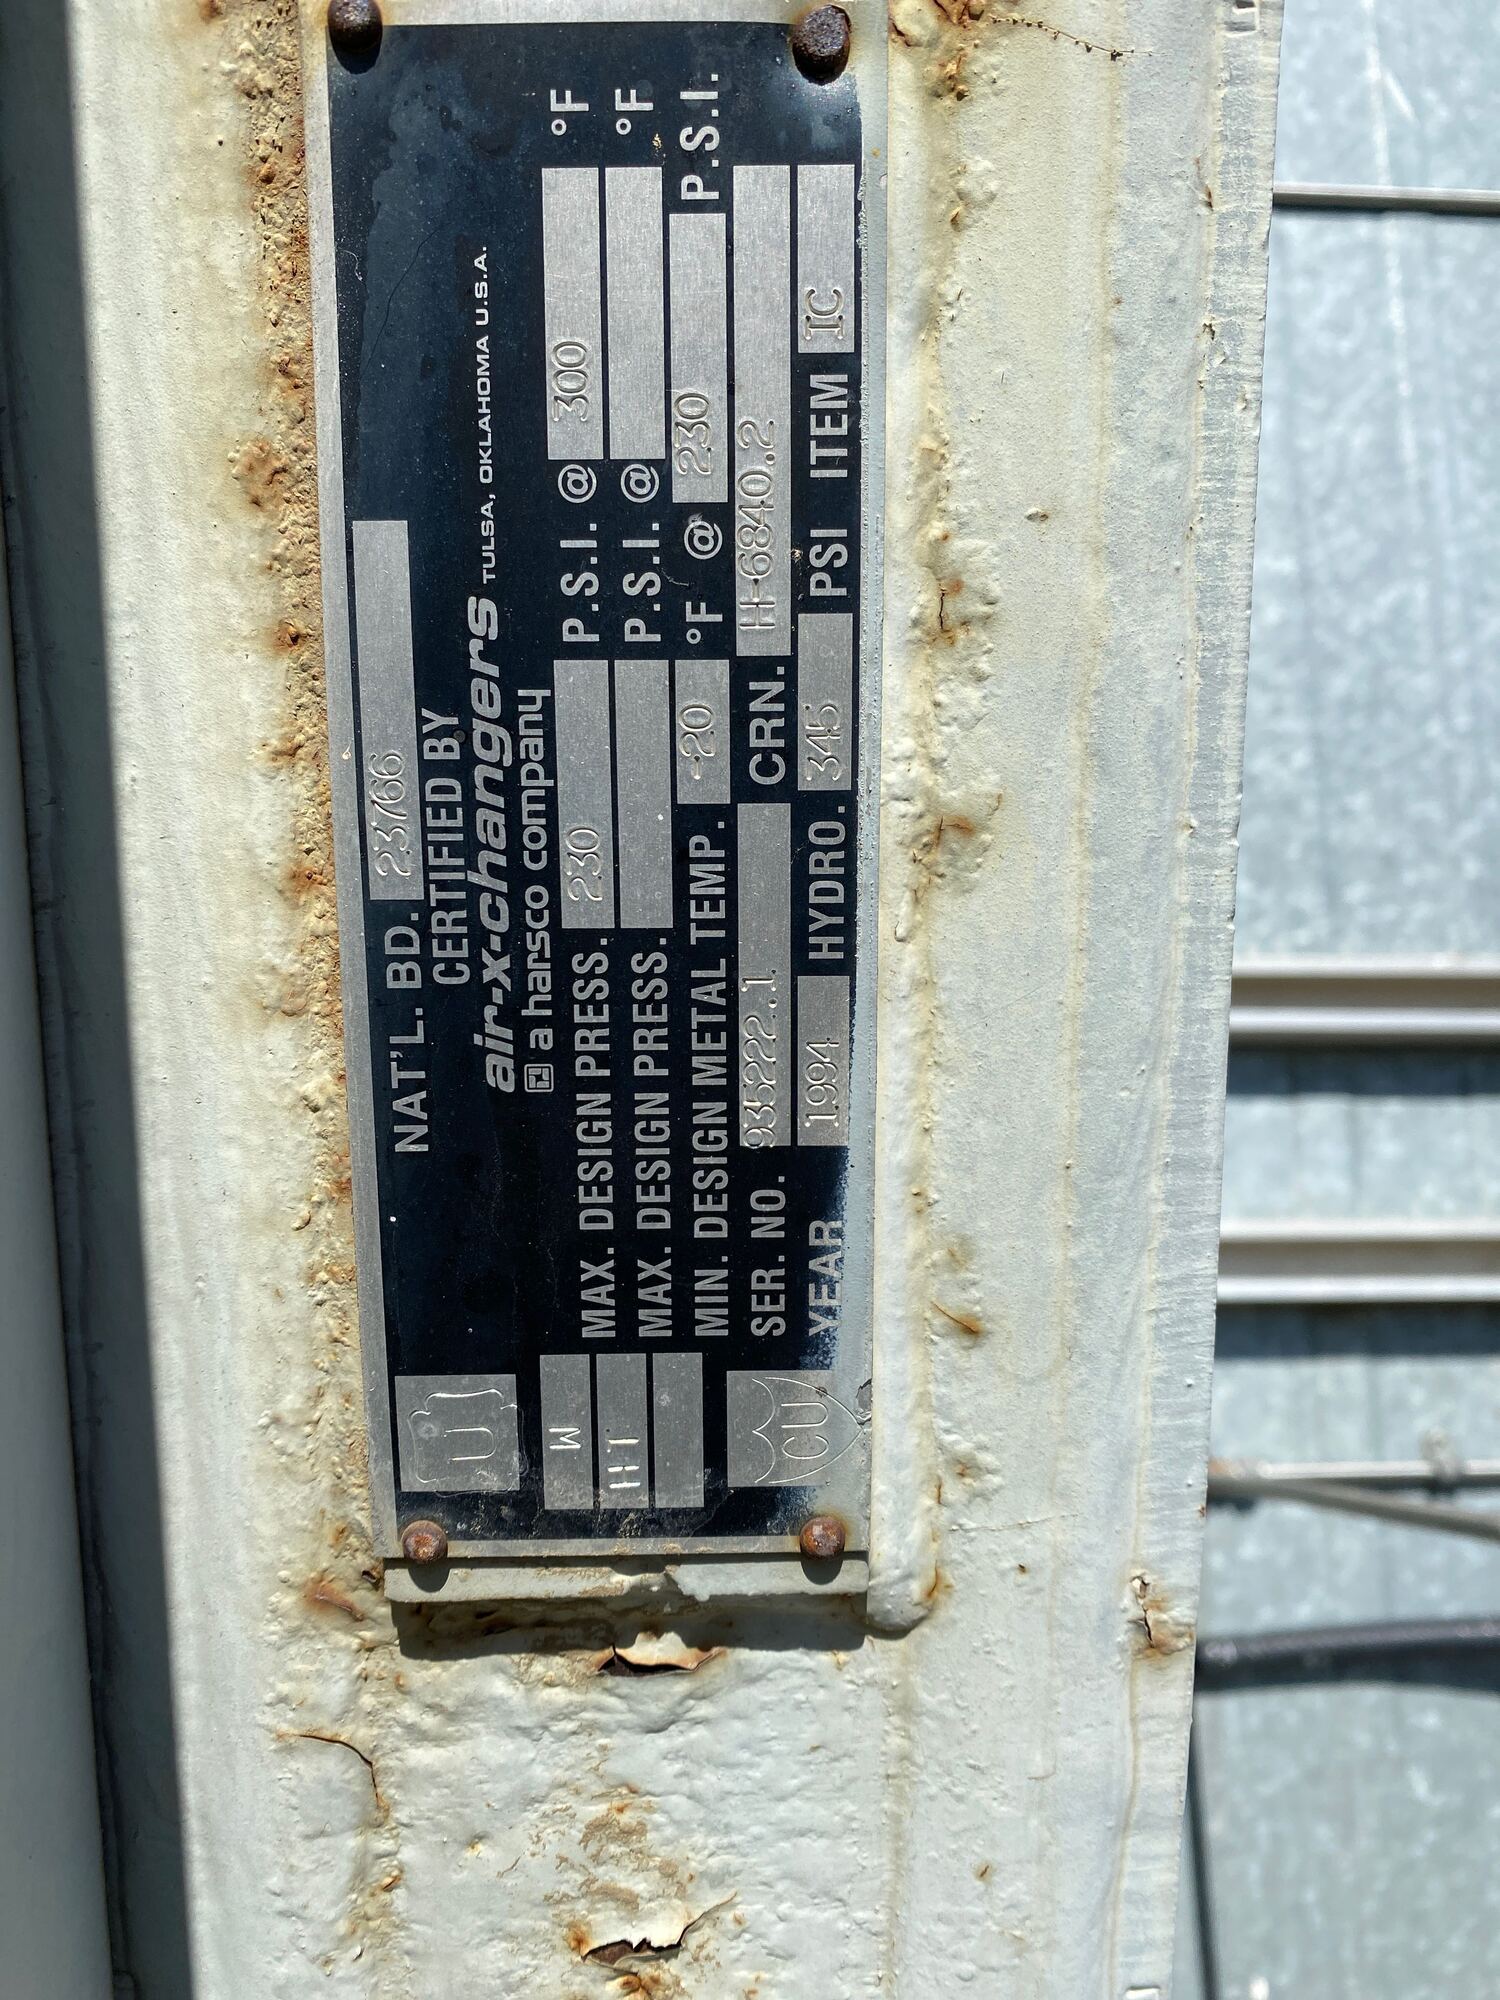 NAT'L. BD. 23766
CERTIFIED BY
air-x-changers TULSA, OKLAHOMA U.S.A.
a harsco company
U
W
HT
MAX. DESIGN PRESS. 230 P.S.I. @ 300 °F
MAX. DESIGN PRESS. P.S.I. @ °F
MIN. DESIGN METAL TEMP. -20 °F @ 230 P.S.I.
SER. NO. 935222.1 CRN. H-6840.2
CU
YEAR 1994 HYDRO. 345 PSI ITEM IC